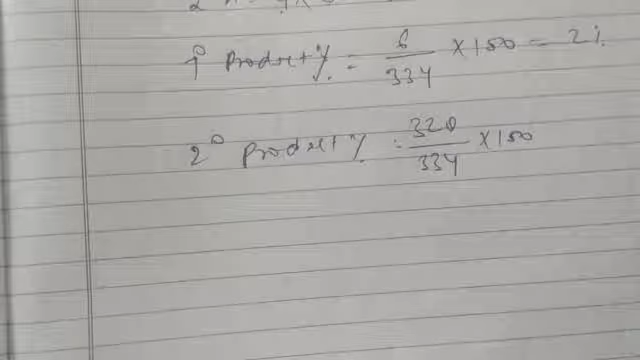 1° Product % = 6/334 × 100 = 2%
2° Product % = 328/334 × 100